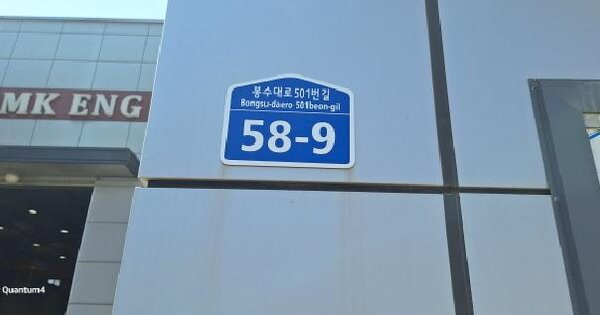 봉수대로 501번길
Bongsu-daero 501beon-gil
58-9
MK ENG
Quantum4